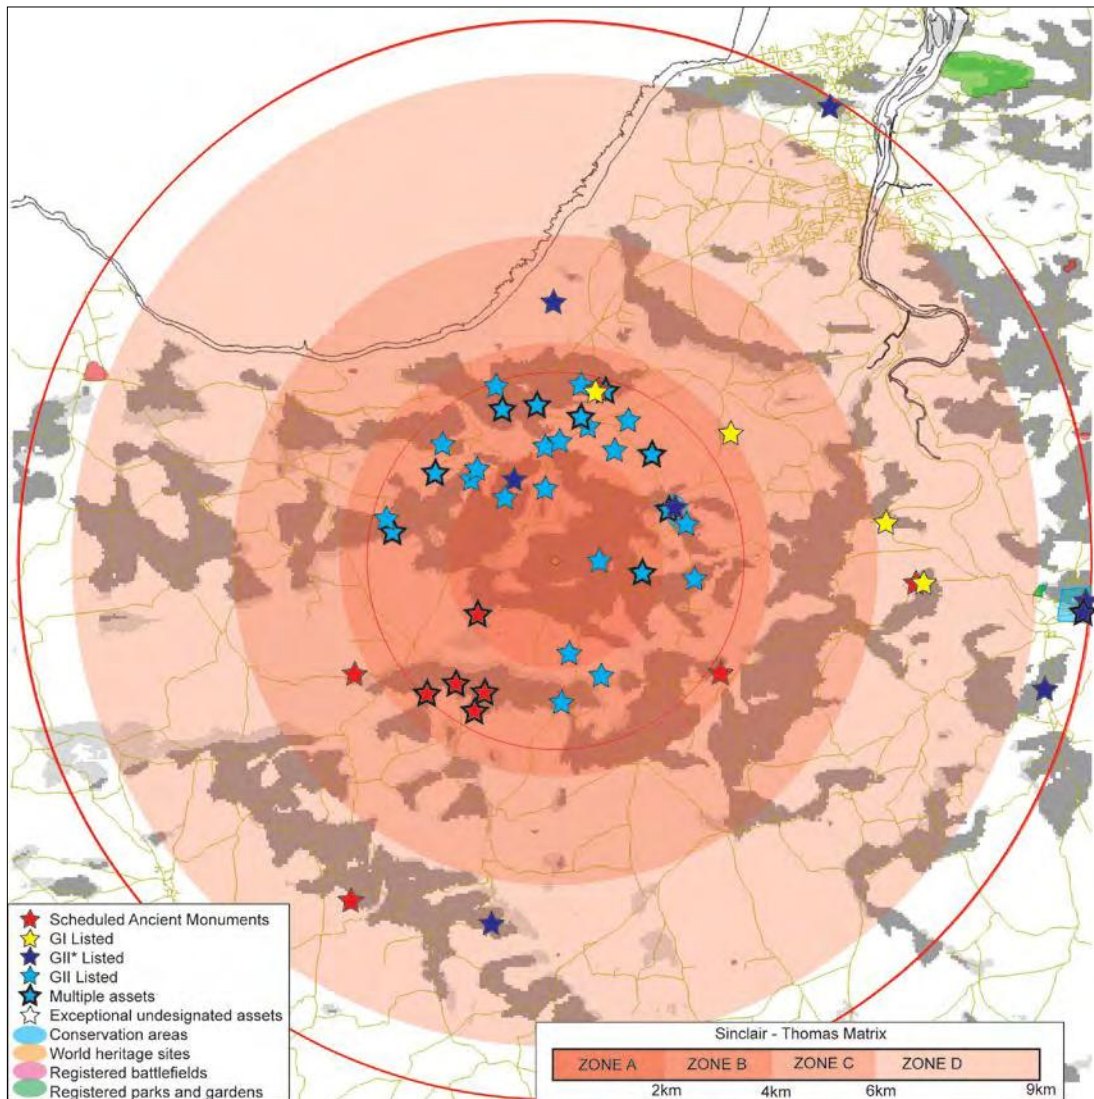 Scheduled Ancient Monuments
GI Listed
GII* Listed
GII Listed
Multiple assets
Exceptional undesignated assets
Conservation areas
World heritage sites
Registered battlefields
Registered parks and gardens
Sinclair - Thomas Matrix
ZONE A ZONE B ZONE C ZONE D
2km 4km 6km 9km